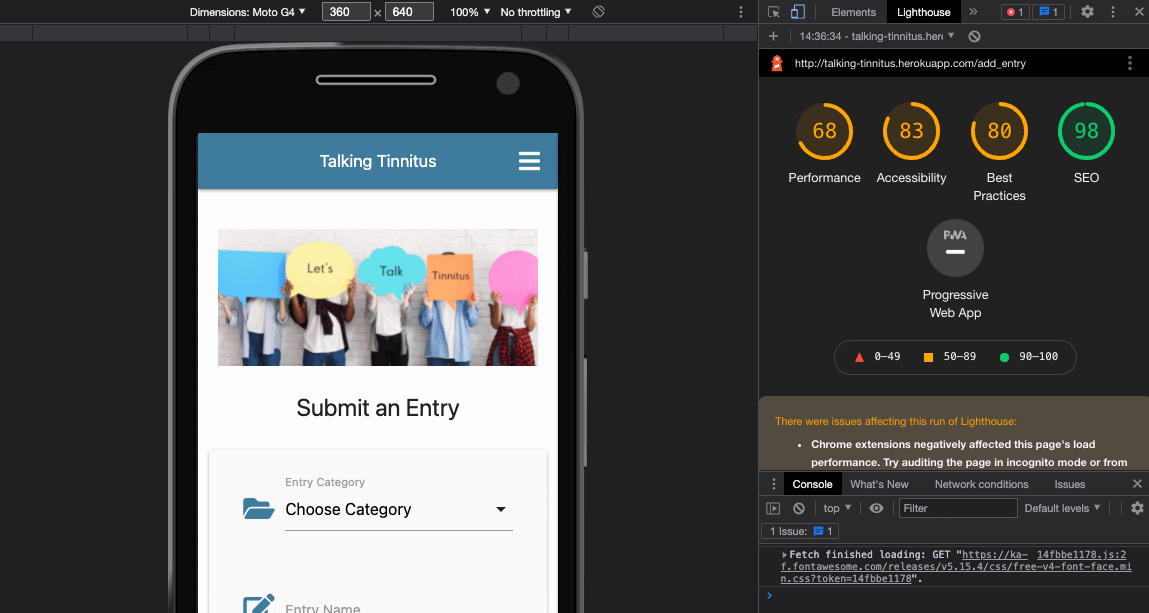 Dimensions: Moto G4 ▼ 360 × 640 100% ▼ No throttling ▼
Talking Tinnitus
Let's
Talk
Tinnitus
Submit an Entry
Entry Category
Choose Category
Entry Name
Elements Lighthouse » 1 1
14:36:34 - talking-tinnitus.her ▼
http://talking-tinnitus.herokuapp.com/add_entry
68 83 80 98
Performance Accessibility Best SEO
Practices
PWA
Progressive
Web App
0–49 50–89 90–100
There were issues affecting this run of Lighthouse:
• Chrome extensions negatively affected this page's load
performance. Try auditing the page in incognito mode or from
Console What's New Network conditions Issues
top ▼ Filter Default levels ▼
1 Issue: 1
Fetch finished loading: GET "https://ka- 14fbbe1178.js:2
f.fontawesome.com/releases/v5.15.4/css/free-v4-font-face.mi
n.css?token=14fbbe1178".